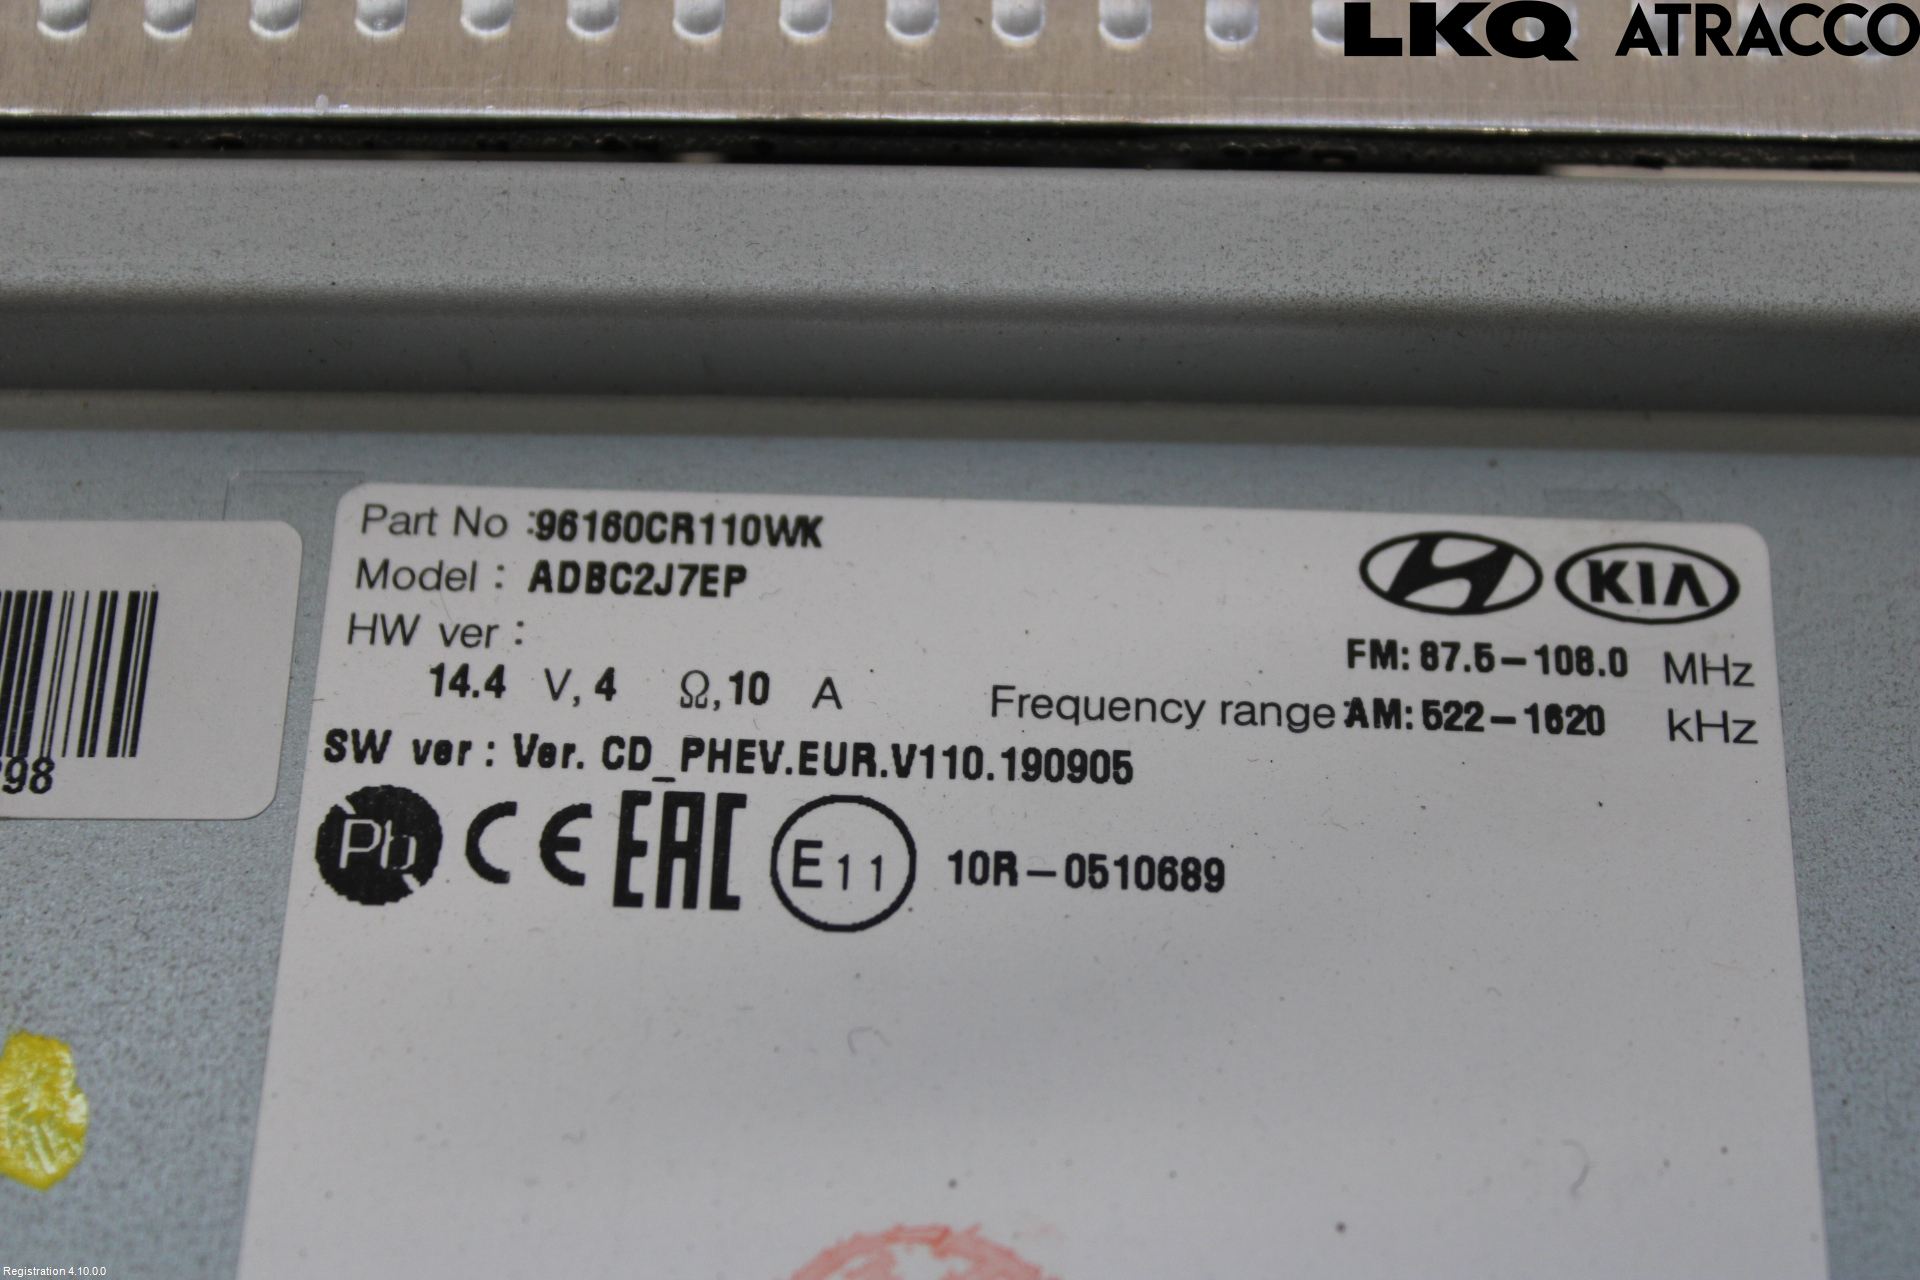 LKQ ATRACCO
Part No :96160CR110WK
Model : ADBC2J7EP
HW ver :
14.4 V, 4 Ω, 10 A
KIA
FM: 87.5-108.0 MHz
Frequency range AM: 522-1620 kHz
SW ver : Ver. CD_PHEV.EUR.V110.190905
Pb CE EAC E11 10R-0510689
98
Registration 4.10.0.0